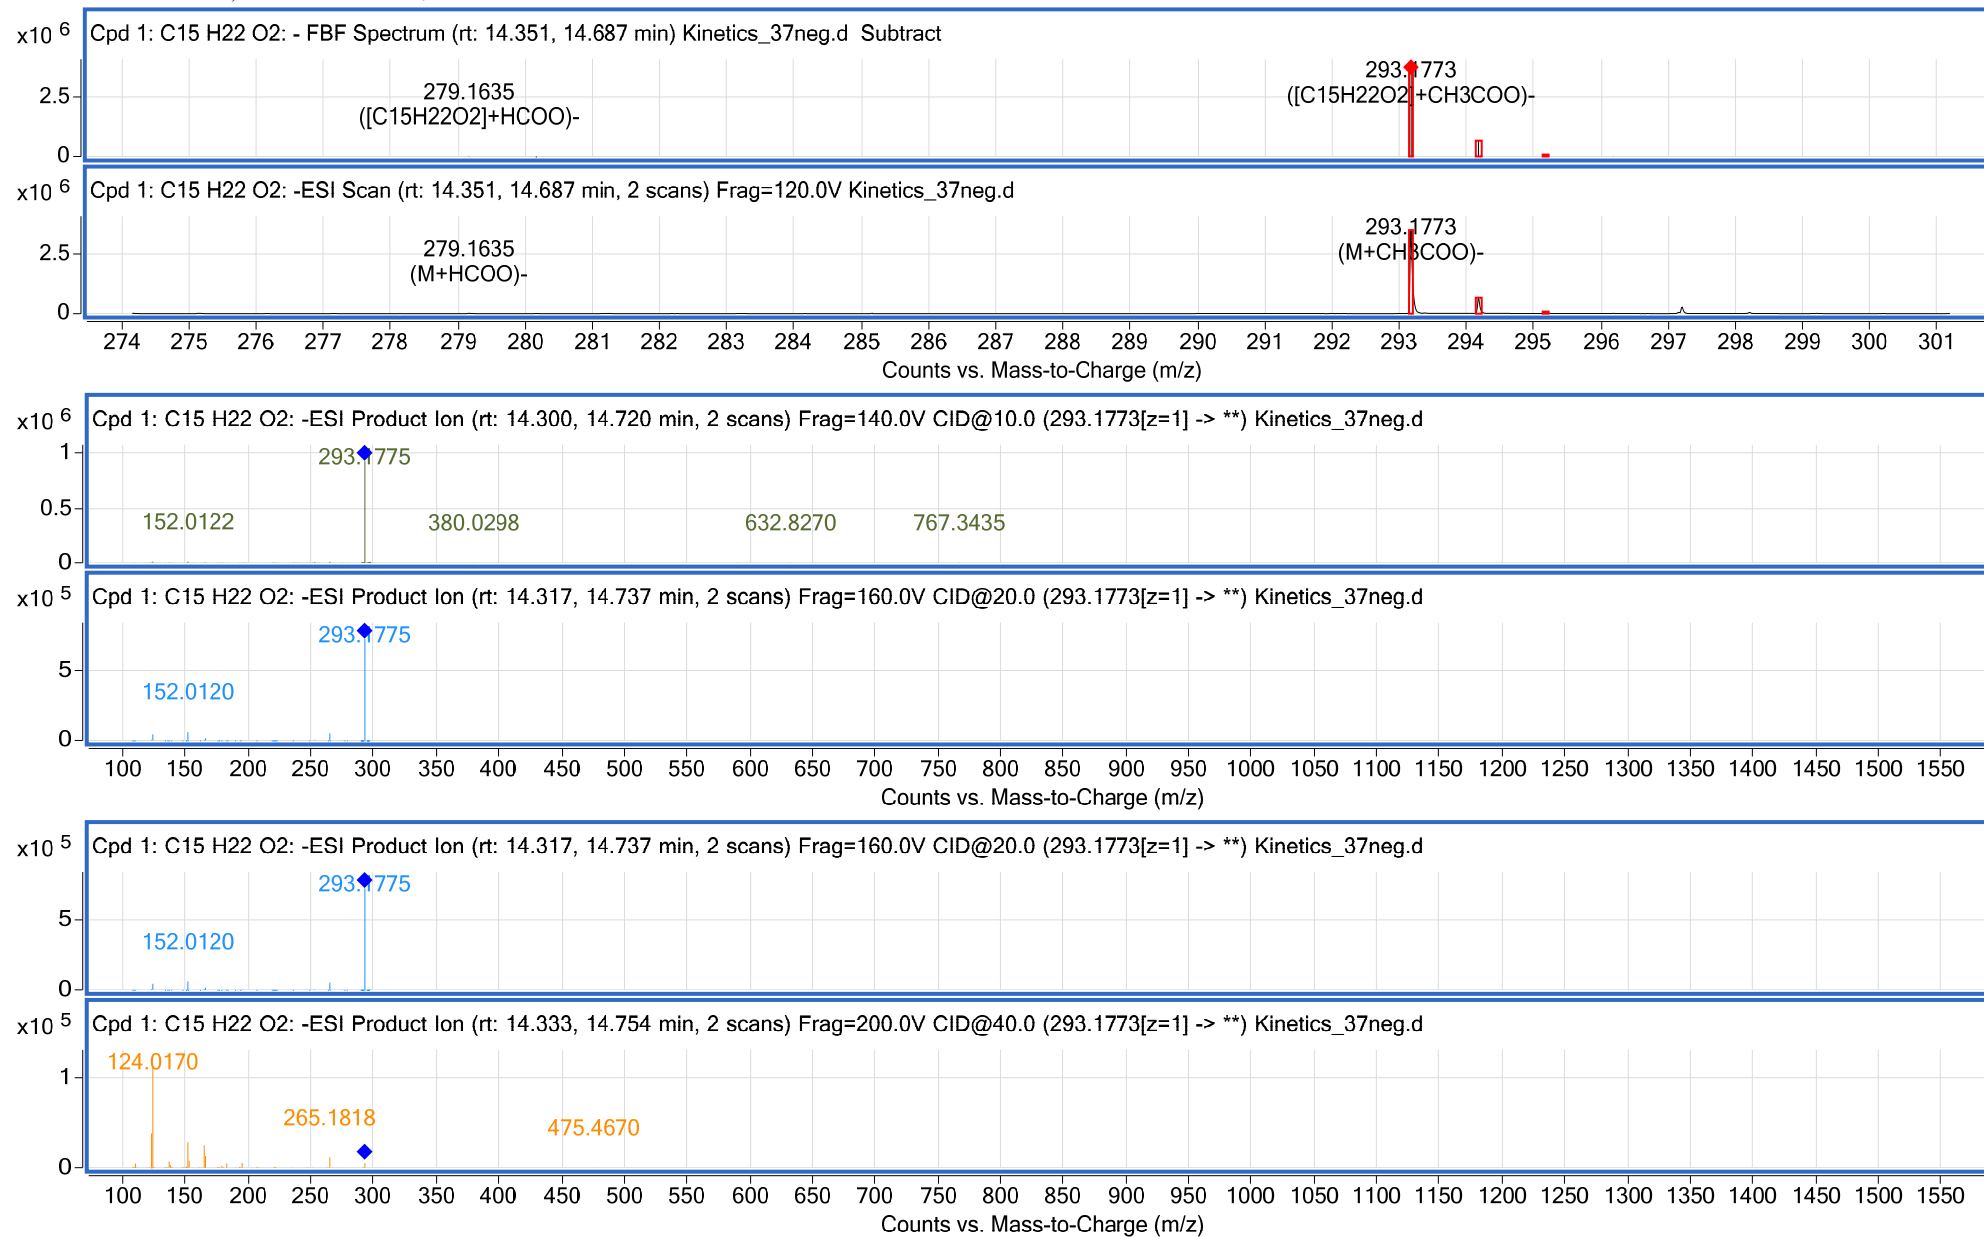 x10 6
Cpd 1: C15 H22 O2: - FBF Spectrum (rt: 14.351, 14.687 min) Kinetics_37neg.d Subtract
279.1635
([C15H22O2]+HCOO)-
293.1773
([C15H22O2]+CH3COO)-
2.5
0
x10 6
Cpd 1: C15 H22 O2: -ESI Scan (rt: 14.351, 14.687 min, 2 scans) Frag=120.0V Kinetics_37neg.d
279.1635
(M+HCOO)-
293.1773
(M+CH3COO)-
2.5
0
274 275 276 277 278 279 280 281 282 283 284 285 286 287 288 289 290 291 292 293 294 295 296 297 298 299 300 301
Counts vs. Mass-to-Charge (m/z)
x10 6
Cpd 1: C15 H22 O2: -ESI Product Ion (rt: 14.300, 14.720 min, 2 scans) Frag=140.0V CID@10.0 (293.1773[z=1] -> **) Kinetics_37neg.d
1
293.1775
0.5
152.0122 380.0298 632.8270 767.3435
0
x10 5
Cpd 1: C15 H22 O2: -ESI Product Ion (rt: 14.317, 14.737 min, 2 scans) Frag=160.0V CID@20.0 (293.1773[z=1] -> **) Kinetics_37neg.d
293.1775
5
152.0120
0
100 150 200 250 300 350 400 450 500 550 600 650 700 750 800 850 900 950 1000 1050 1100 1150 1200 1250 1300 1350 1400 1450 1500 1550
Counts vs. Mass-to-Charge (m/z)
x10 5
Cpd 1: C15 H22 O2: -ESI Product Ion (rt: 14.317, 14.737 min, 2 scans) Frag=160.0V CID@20.0 (293.1773[z=1] -> **) Kinetics_37neg.d
293.1775
5
152.0120
0
x10 5
Cpd 1: C15 H22 O2: -ESI Product Ion (rt: 14.333, 14.754 min, 2 scans) Frag=200.0V CID@40.0 (293.1773[z=1] -> **) Kinetics_37neg.d
124.0170
1
265.1818
475.4670
0
100 150 200 250 300 350 400 450 500 550 600 650 700 750 800 850 900 950 1000 1050 1100 1150 1200 1250 1300 1350 1400 1450 1500 1550
Counts vs. Mass-to-Charge (m/z)